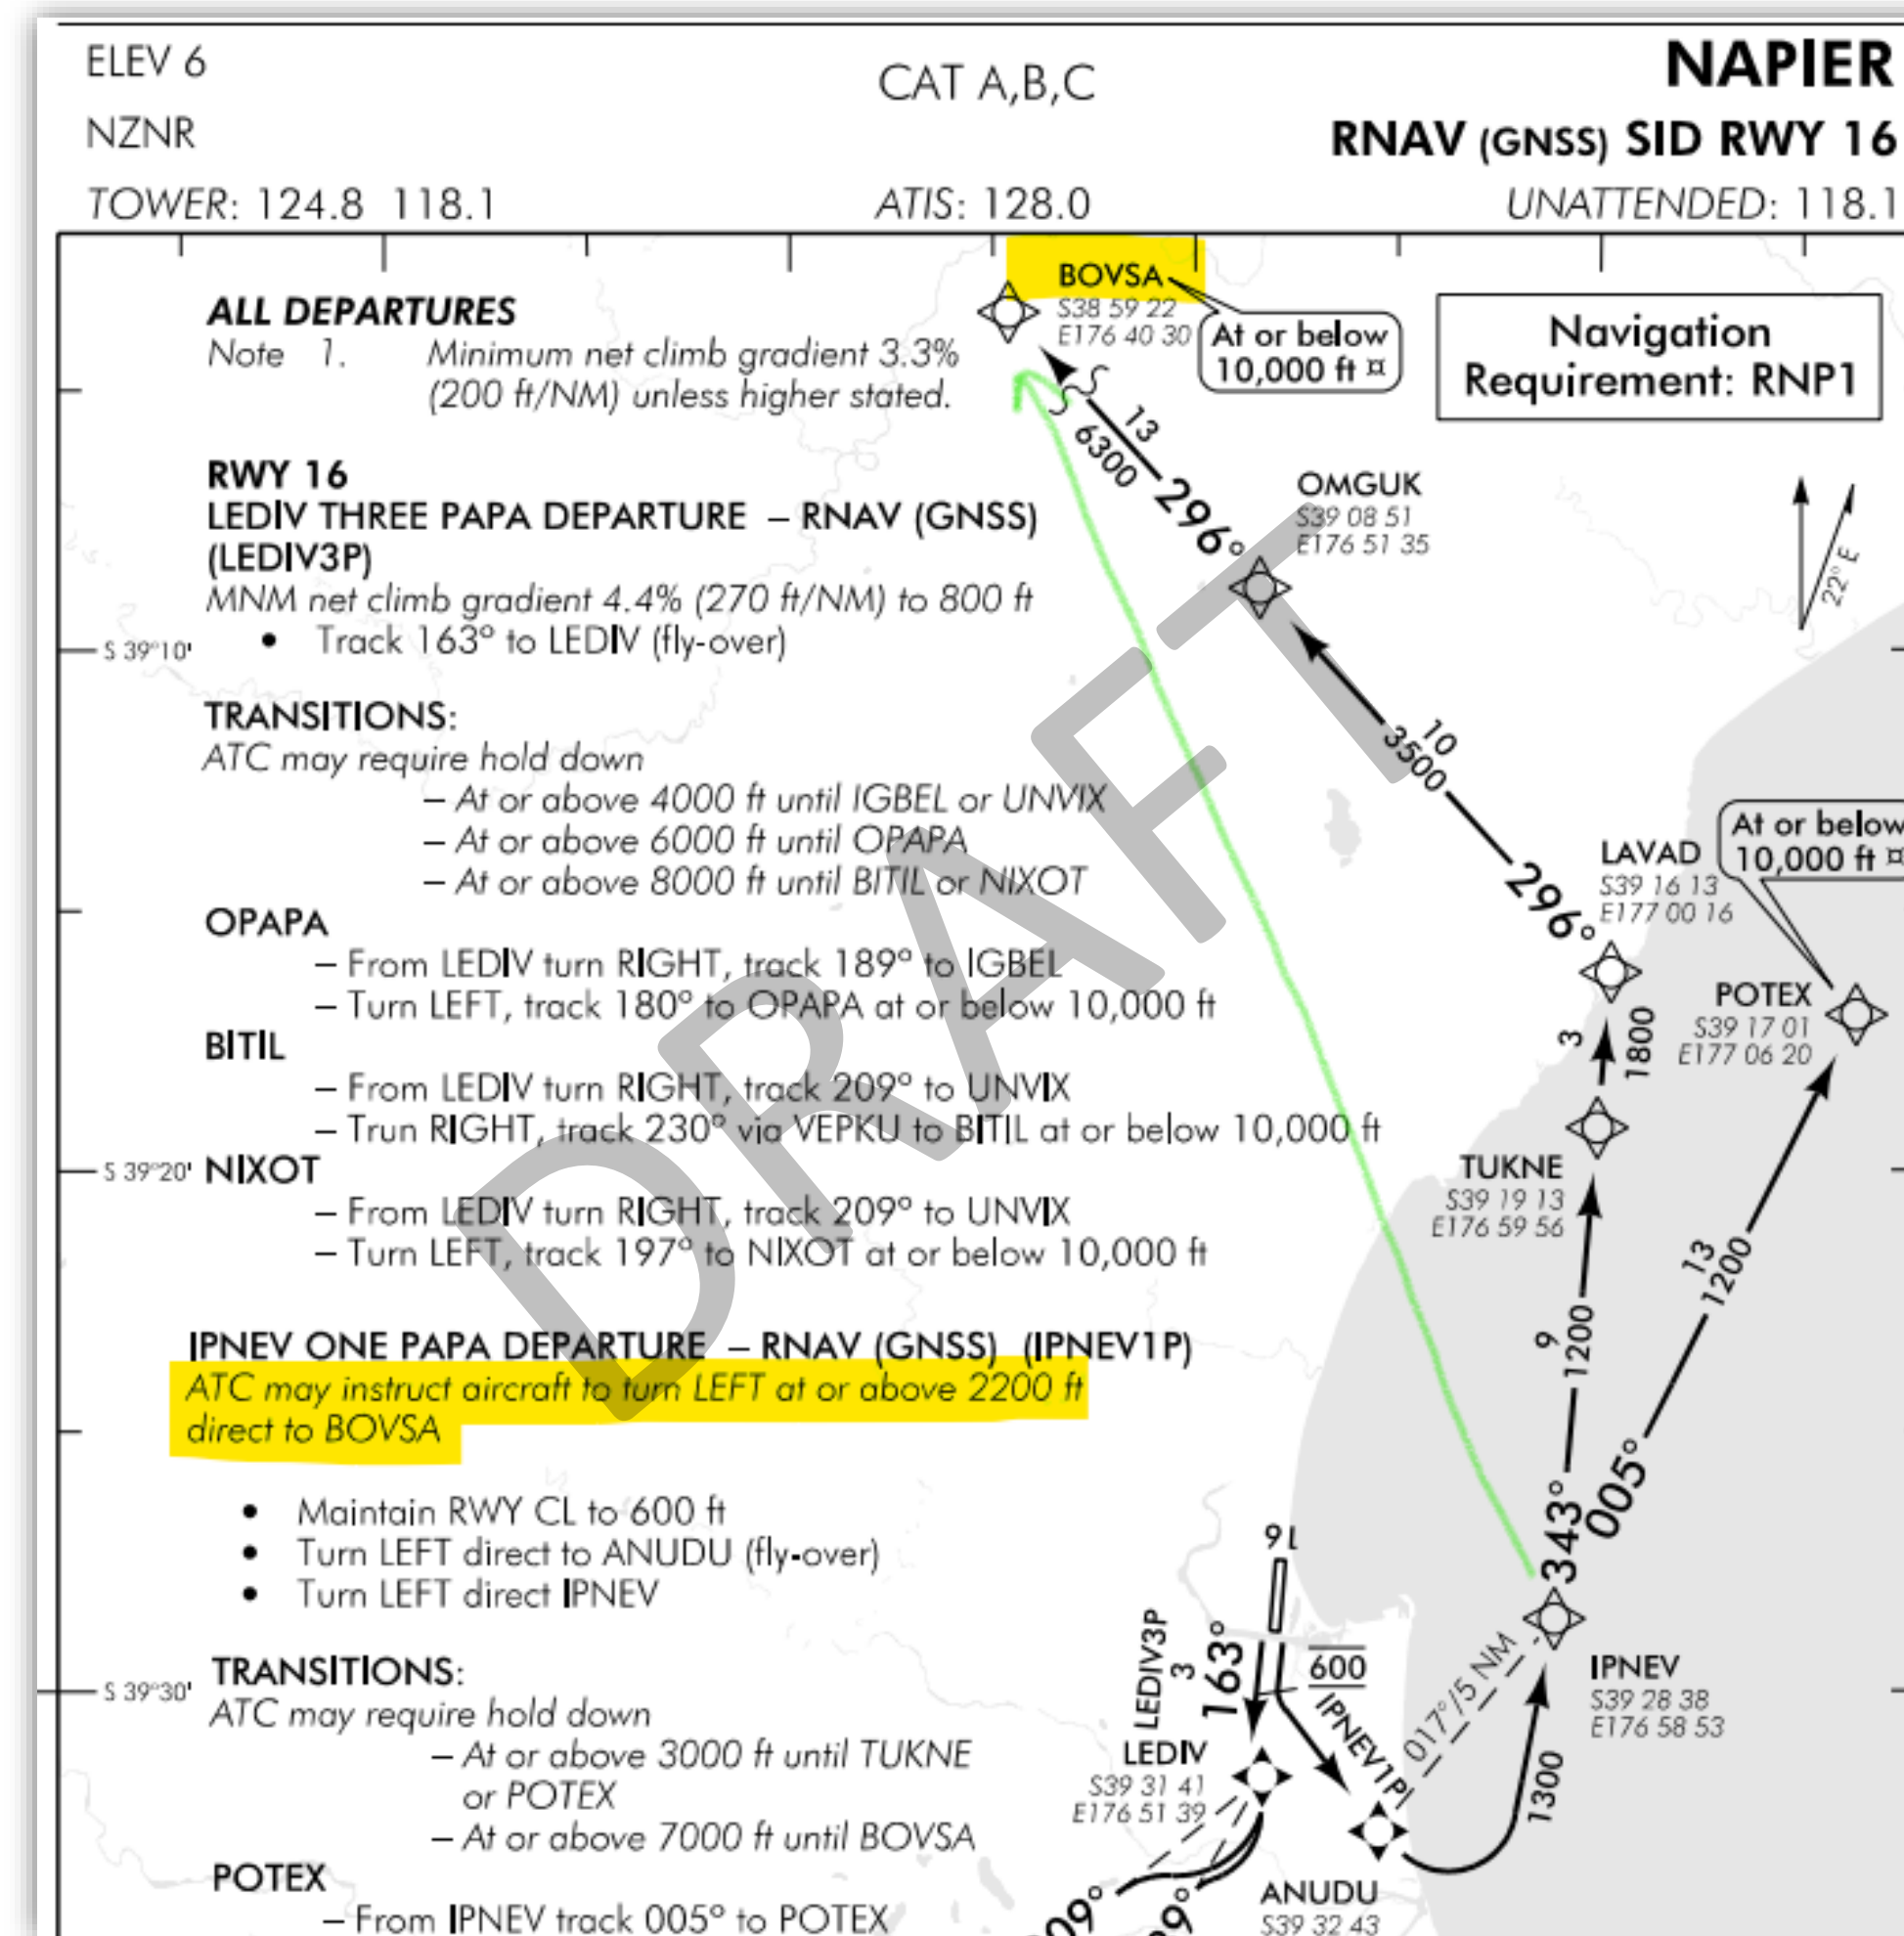 ELEV 6
NZNR
CAT A,B,C
NAPIER
RNAV (GNSS) SID RWY 16
TOWER: 124.8 118.1
ATIS: 128.0
UNATTENDED: 118.1
ALL DEPARTURES
Note 1. Minimum net climb gradient 3.3%
(200 ft/NM) unless higher stated.
RWY 16
LEDIV THREE PAPA DEPARTURE – RNAV (GNSS)
(LEDIV3P)
MNM net climb gradient 4.4% (270 ft/NM) to 800 ft
• Track 163° to LEDIV (fly-over)
TRANSITIONS:
ATC may require hold down
– At or above 4000 ft until IGBEL or UNVIX
– At or above 6000 ft until OPAPA
– At or above 8000 ft until BITIL or NIXOT
OPAPA
– From LEDIV turn RIGHT, track 189° to IGBEL
– Turn LEFT, track 180° to OPAPA at or below 10,000 ft
BITIL
– From LEDIV turn RIGHT, track 209° to UNVIX
– Trun RIGHT, track 230° via VEPKU to BITIL at or below 10,000 ft
NIXOT
– From LEDIV turn RIGHT, track 209° to UNVIX
– Turn LEFT, track 197° to NIXOT at or below 10,000 ft
IPNEV ONE PAPA DEPARTURE – RNAV (GNSS) (IPNEV1P)
ATC may instruct aircraft to turn LEFT at or above 2200 ft
direct to BOVSA
• Maintain RWY CL to 600 ft
• Turn LEFT direct to ANUDU (fly-over)
• Turn LEFT direct IPNEV
TRANSITIONS:
ATC may require hold down
– At or above 3000 ft until TUKNE
or POTEX
– At or above 7000 ft until BOVSA
POTEX
– From IPNEV track 005° to POTEX
S 39°10'
S 39°20'
S 39°30'
BOVSA
S38 59 22
E176 40 30
At or below
10,000 ft ¤
Navigation
Requirement: RNP1
13
6300
296°
OMGUK
S39 08 51
E176 51 35
22° E
10
3500
296°
LAVAD
S39 16 13
E177 00 16
At or below
10,000 ft ¤
POTEX
S39 17 01
E177 06 20
3
1800
TUKNE
S39 19 13
E176 59 56
13
1200
9
1200
343°
005°
16
163°
LEDIV3P
3
600
IPNEV1P
017°/5 NM
IPNEV
S39 28 38
E176 58 53
1300
LEDIV
S39 31 41
E176 51 39
ANUDU
S39 32 43
DRAFT